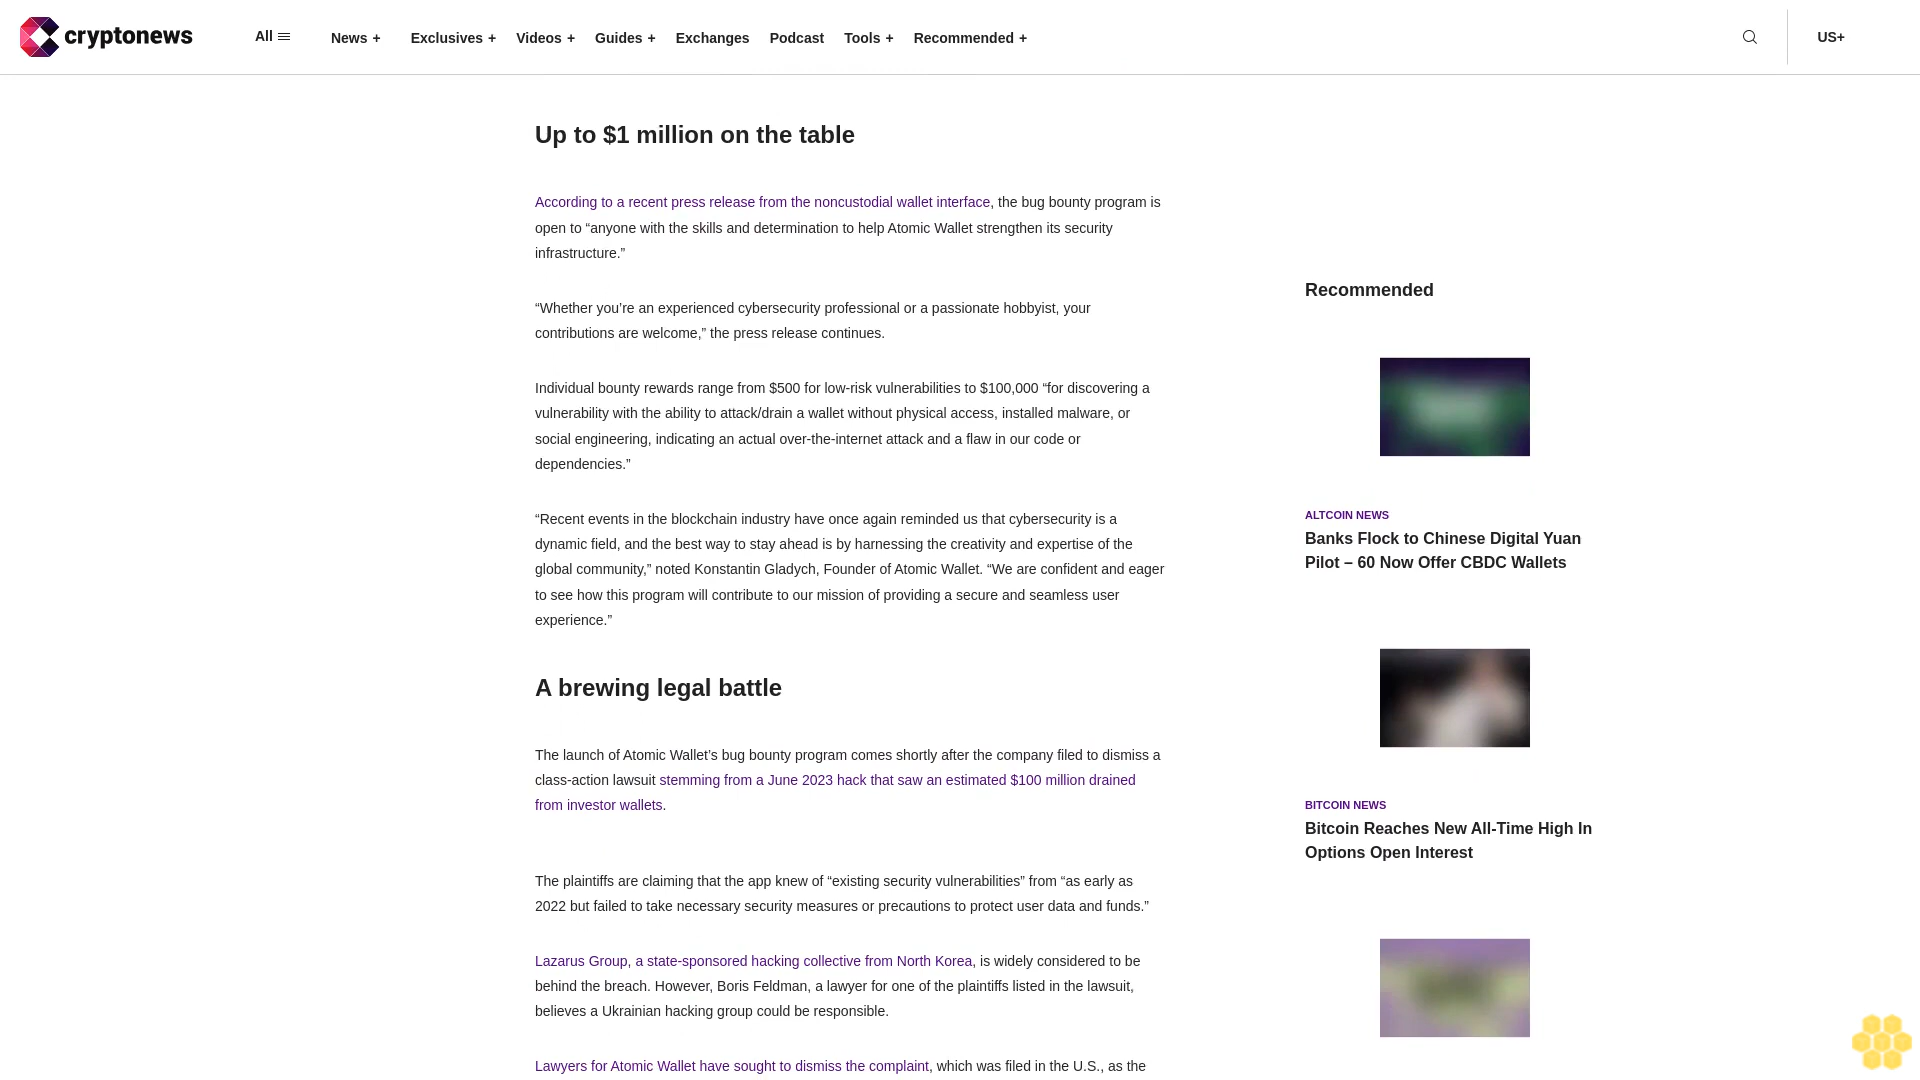 cryptonews
All
News +
Exclusives +
Videos +
Guides +
Exchanges
Podcast
Tools +
Recommended +
US+
Up to $1 million on the table
According to a recent press release from the noncustodial wallet interface, the bug bounty program is
open to “anyone with the skills and determination to help Atomic Wallet strengthen its security
infrastructure.”
“Whether you’re an experienced cybersecurity professional or a passionate hobbyist, your
contributions are welcome,” the press release continues.
Individual bounty rewards range from $500 for low-risk vulnerabilities to $100,000 “for discovering a
vulnerability with the ability to attack/drain a wallet without physical access, installed malware, or
social engineering, indicating an actual over-the-internet attack and a flaw in our code or
dependencies.”
“Recent events in the blockchain industry have once again reminded us that cybersecurity is a
dynamic field, and the best way to stay ahead is by harnessing the creativity and expertise of the
global community,” noted Konstantin Gladych, Founder of Atomic Wallet. “We are confident and eager
to see how this program will contribute to our mission of providing a secure and seamless user
experience.”
A brewing legal battle
The launch of Atomic Wallet’s bug bounty program comes shortly after the company filed to dismiss a
class-action lawsuit stemming from a June 2023 hack that saw an estimated $100 million drained
from investor wallets.
The plaintiffs are claiming that the app knew of “existing security vulnerabilities” from “as early as
2022 but failed to take necessary security measures or precautions to protect user data and funds.”
Lazarus Group, a state-sponsored hacking collective from North Korea, is widely considered to be
behind the breach. However, Boris Feldman, a lawyer for one of the plaintiffs listed in the lawsuit,
believes a Ukrainian hacking group could be responsible.
Lawyers for Atomic Wallet have sought to dismiss the complaint, which was filed in the U.S., as the
Recommended
ALTCOIN NEWS
Banks Flock to Chinese Digital Yuan
Pilot – 60 Now Offer CBDC Wallets
BITCOIN NEWS
Bitcoin Reaches New All-Time High In
Options Open Interest